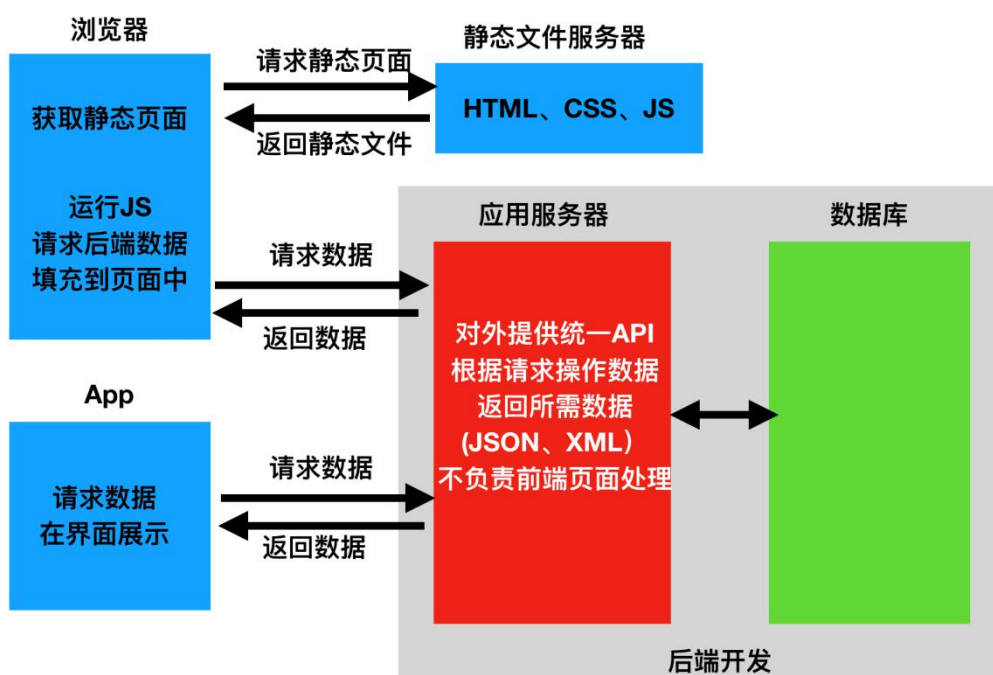 浏览器
静态文件服务器
请求静态页面
获取静态页面
HTML、CSS、JS
返回静态文件
运行JS
请求后端数据
填充到页面中
请求数据
返回数据
应用服务器
数据库
对外提供统一API
根据请求操作数据
返回所需数据
(JSON、XML）
不负责前端页面处理
App
请求数据
在界面展示
请求数据
返回数据
后端开发